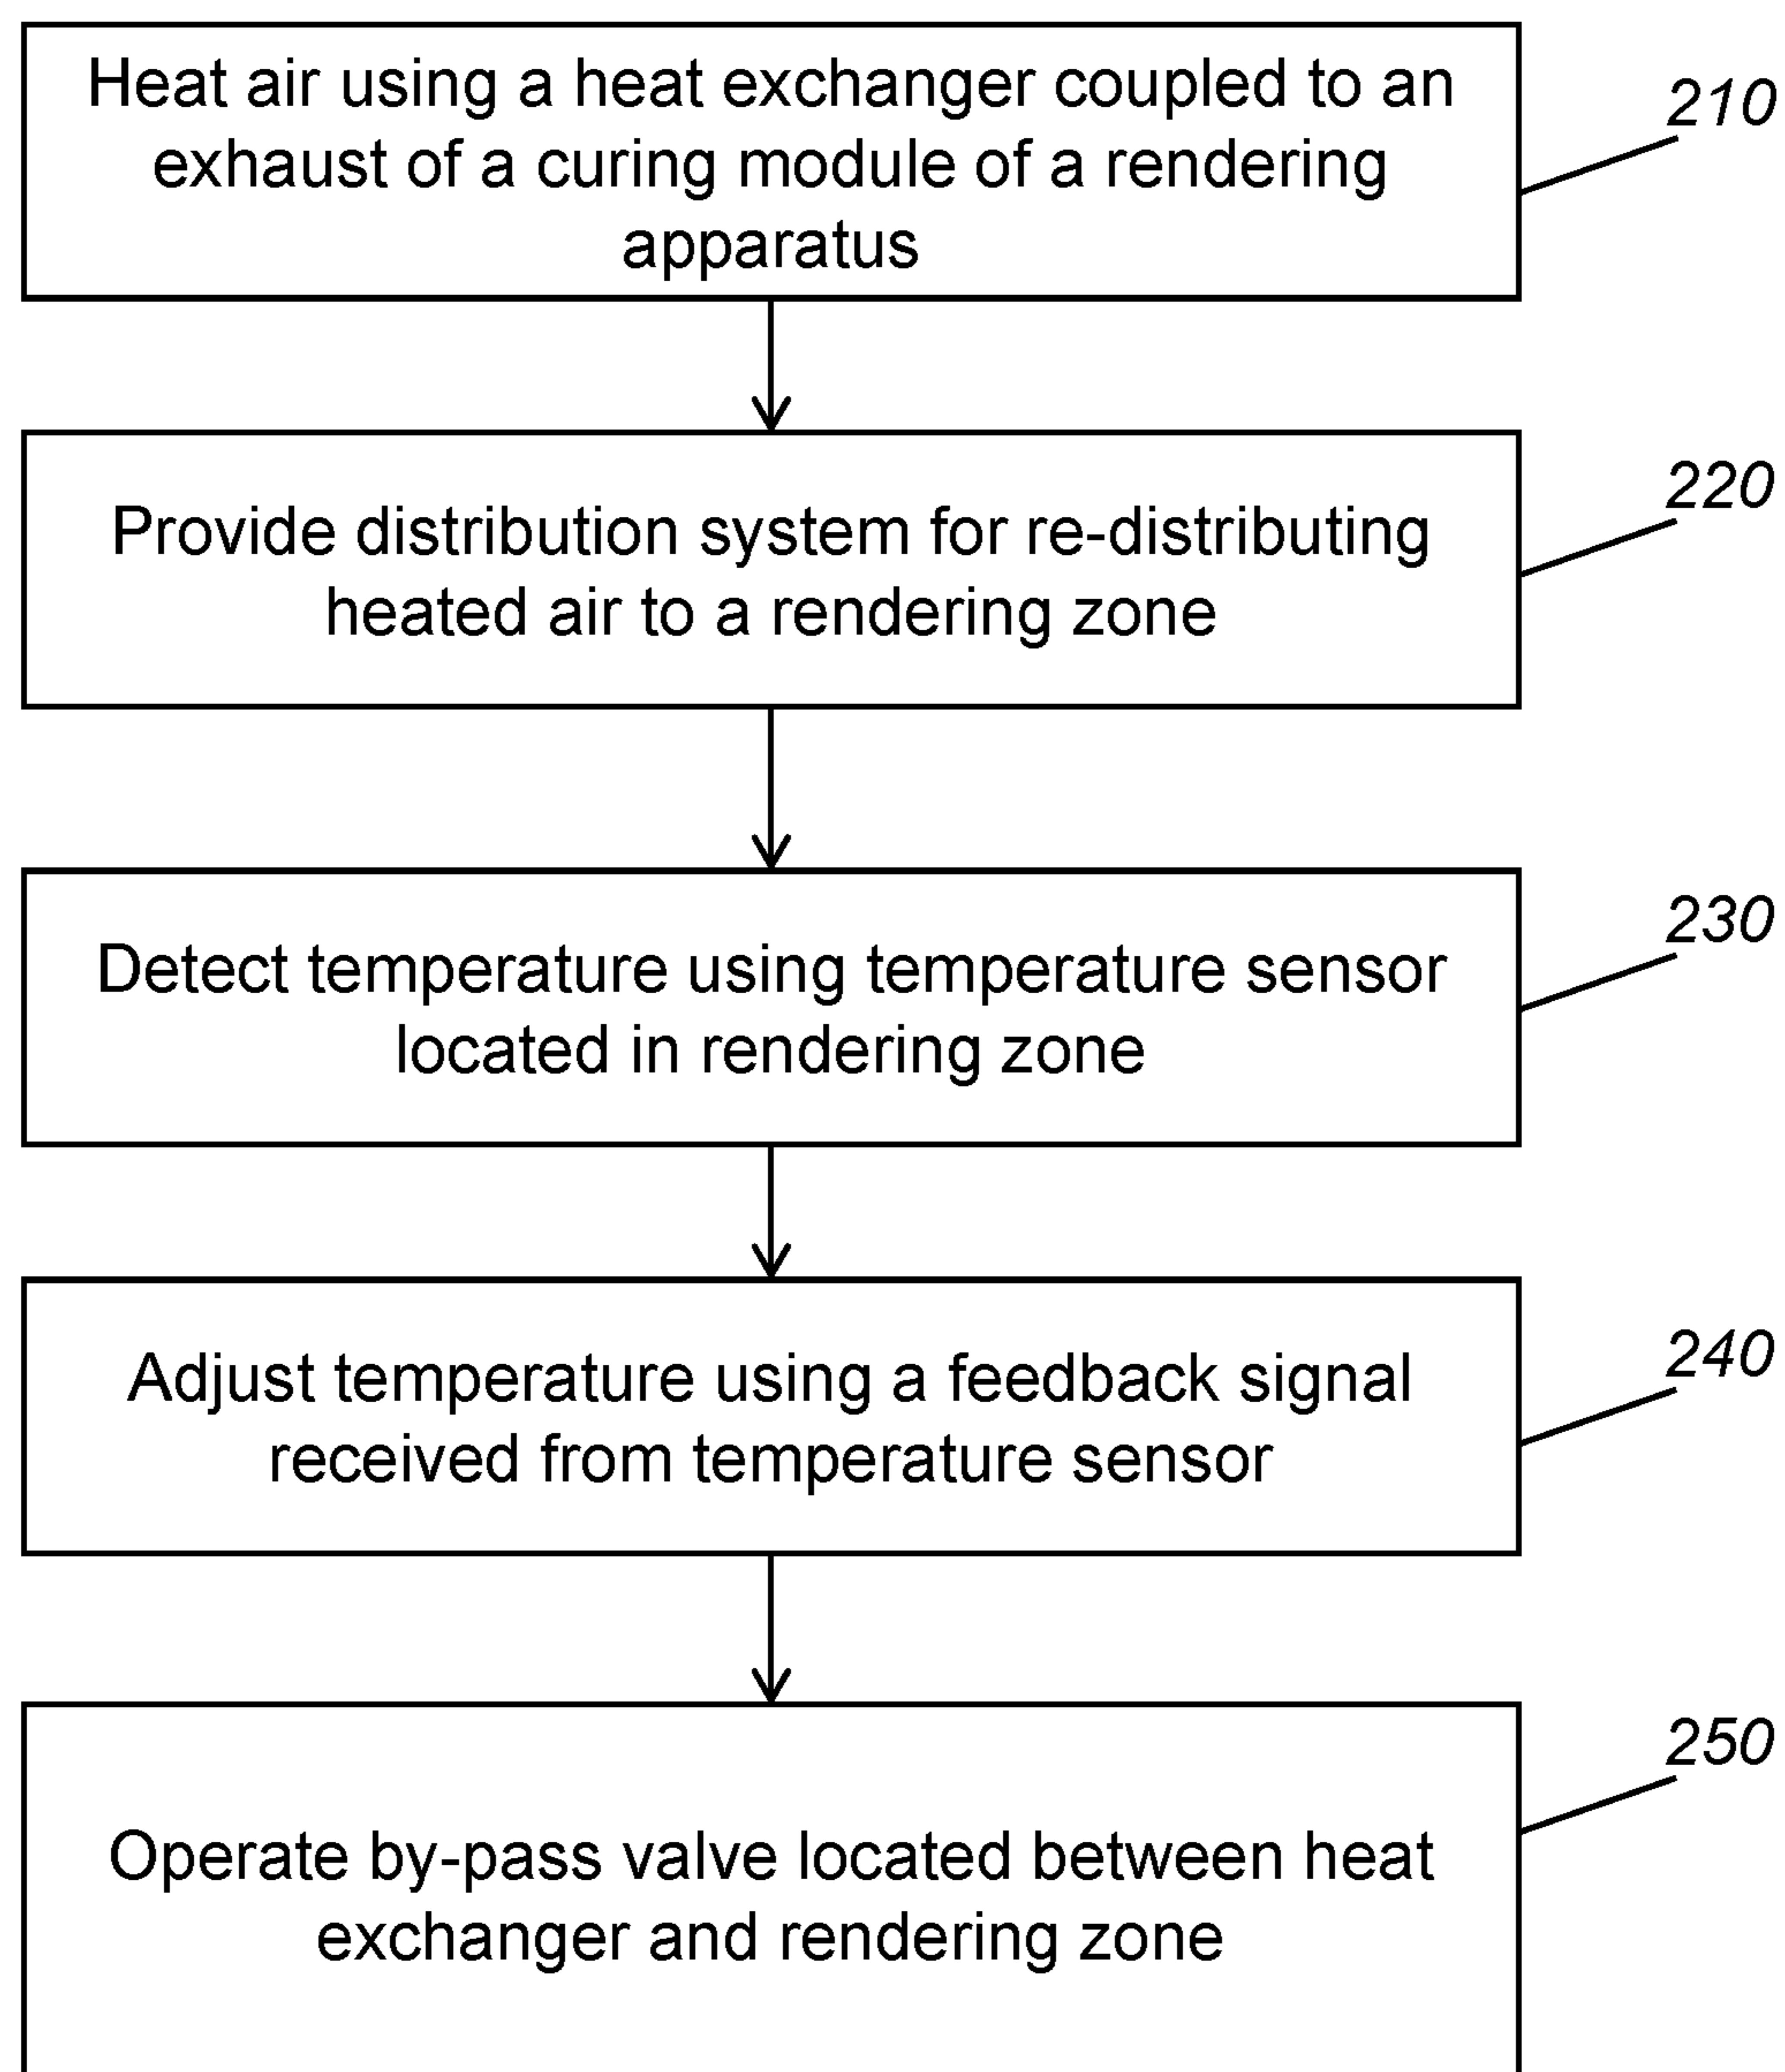 Heat air using a heat exchanger coupled to an
exhaust of a curing module of a rendering
apparatus
210
Provide distribution system for re-distributing
heated air to a rendering zone
220
Detect temperature using temperature sensor
located in rendering zone
230
Adjust temperature using a feedback signal
received from temperature sensor
240
Operate by-pass valve located between heat
exchanger and rendering zone
250